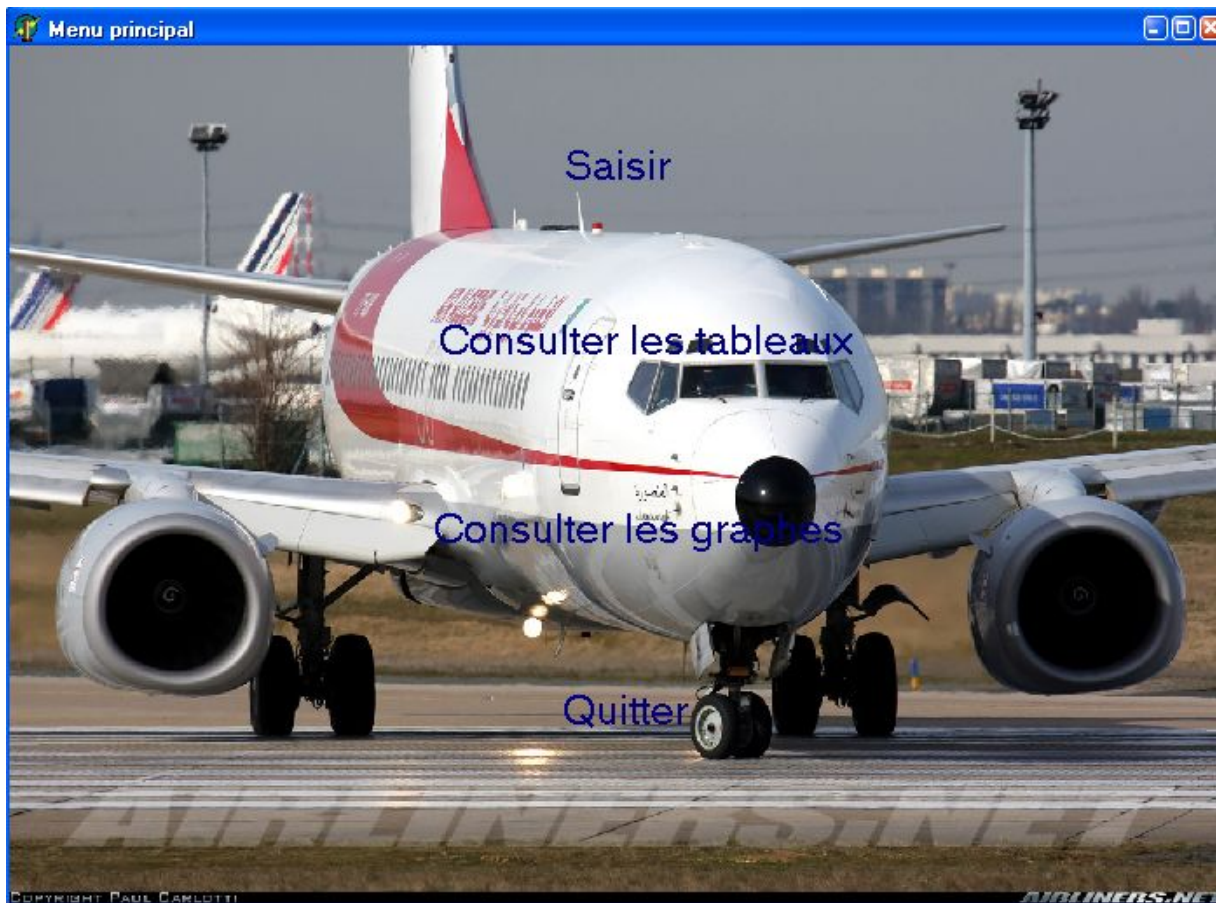 Menu principal
Saisir
Consulter les tableaux
Consulter les graphes
Quitter
AIRLINERS.NET
COPYRIGHT PAUL CARLOTTI
AIRLINERS.NET